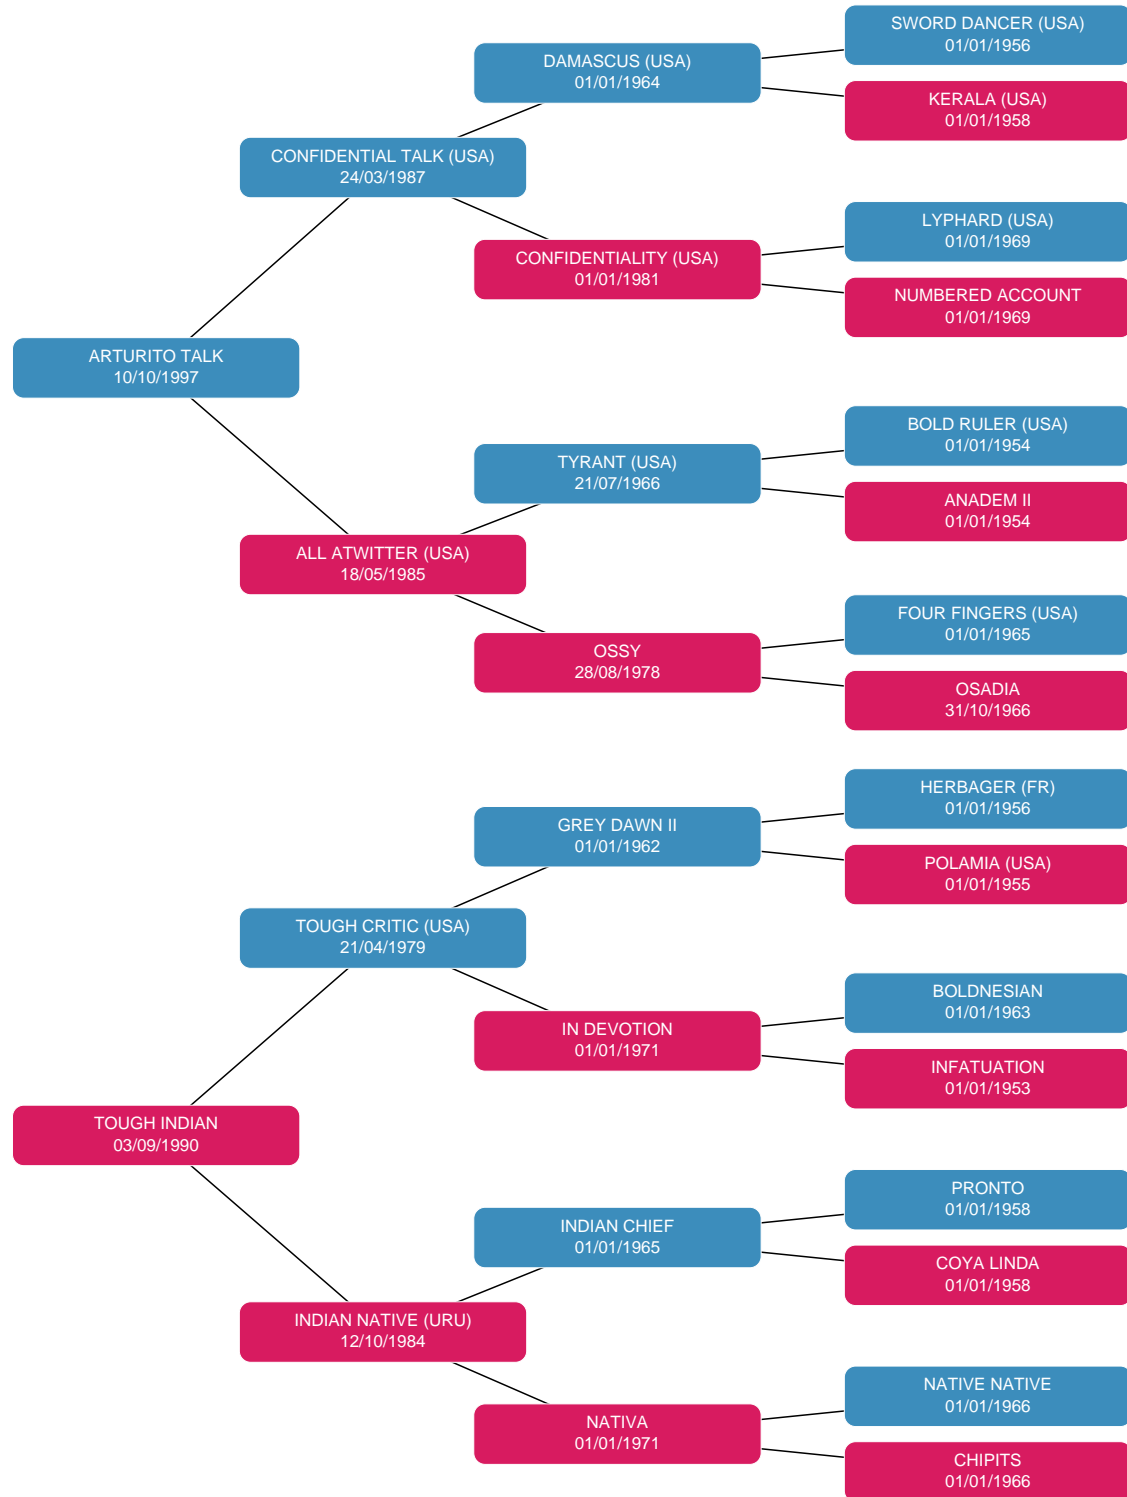 SWORD DANCER (USA)
01/01/1956
DAMASCUS (USA)
01/01/1964
KERALA (USA)
01/01/1958
CONFIDENTIAL TALK (USA)
24/03/1987
LYPHARD (USA)
01/01/1969
CONFIDENTIALITY (USA)
01/01/1981
NUMBERED ACCOUNT
01/01/1969
ARTURITO TALK
10/10/1997
BOLD RULER (USA)
01/01/1954
TYRANT (USA)
21/07/1966
ANADEM II
01/01/1954
ALL ATWITTER (USA)
18/05/1985
FOUR FINGERS (USA)
01/01/1965
OSSY
28/08/1978
OSADIA
31/10/1966
HERBAGER (FR)
01/01/1956
GREY DAWN II
01/01/1962
POLAMIA (USA)
01/01/1955
TOUGH CRITIC (USA)
21/04/1979
BOLDNESIAN
01/01/1963
IN DEVOTION
01/01/1971
INFATUATION
01/01/1953
TOUGH INDIAN
03/09/1990
PRONTO
01/01/1958
INDIAN CHIEF
01/01/1965
COYA LINDA
01/01/1958
INDIAN NATIVE (URU)
12/10/1984
NATIVE NATIVE
01/01/1966
NATIVA
01/01/1971
CHIPITS
01/01/1966